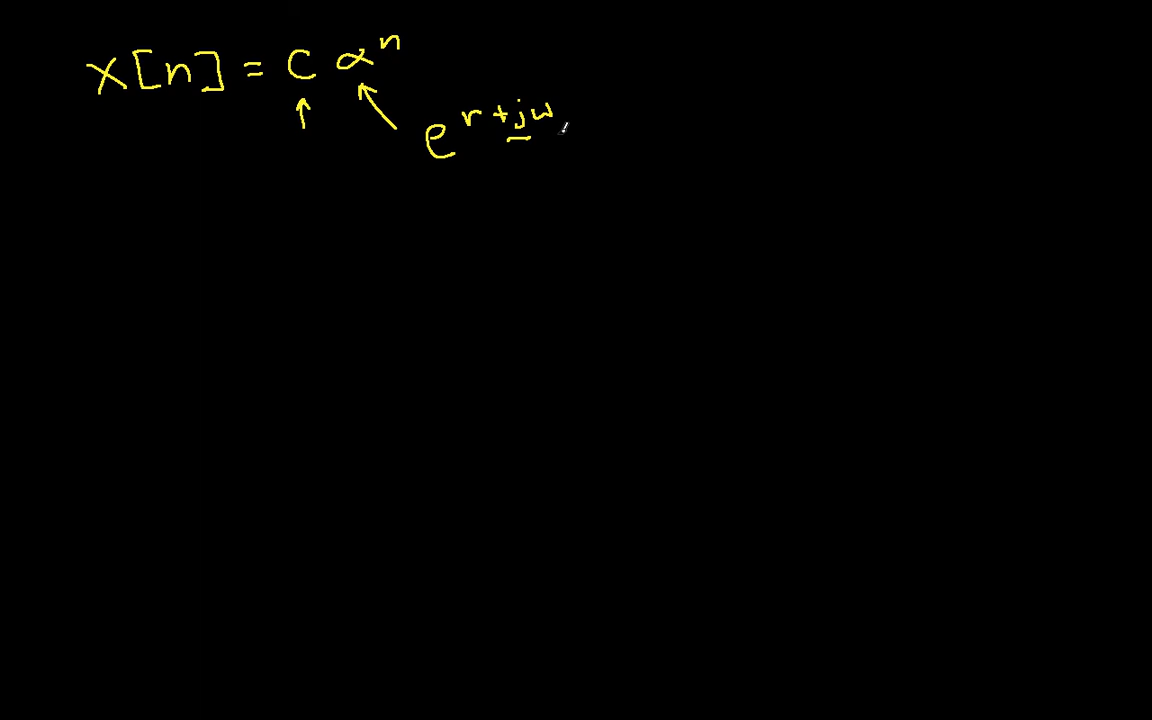 x[n] = C α^n
e^{r+jω}